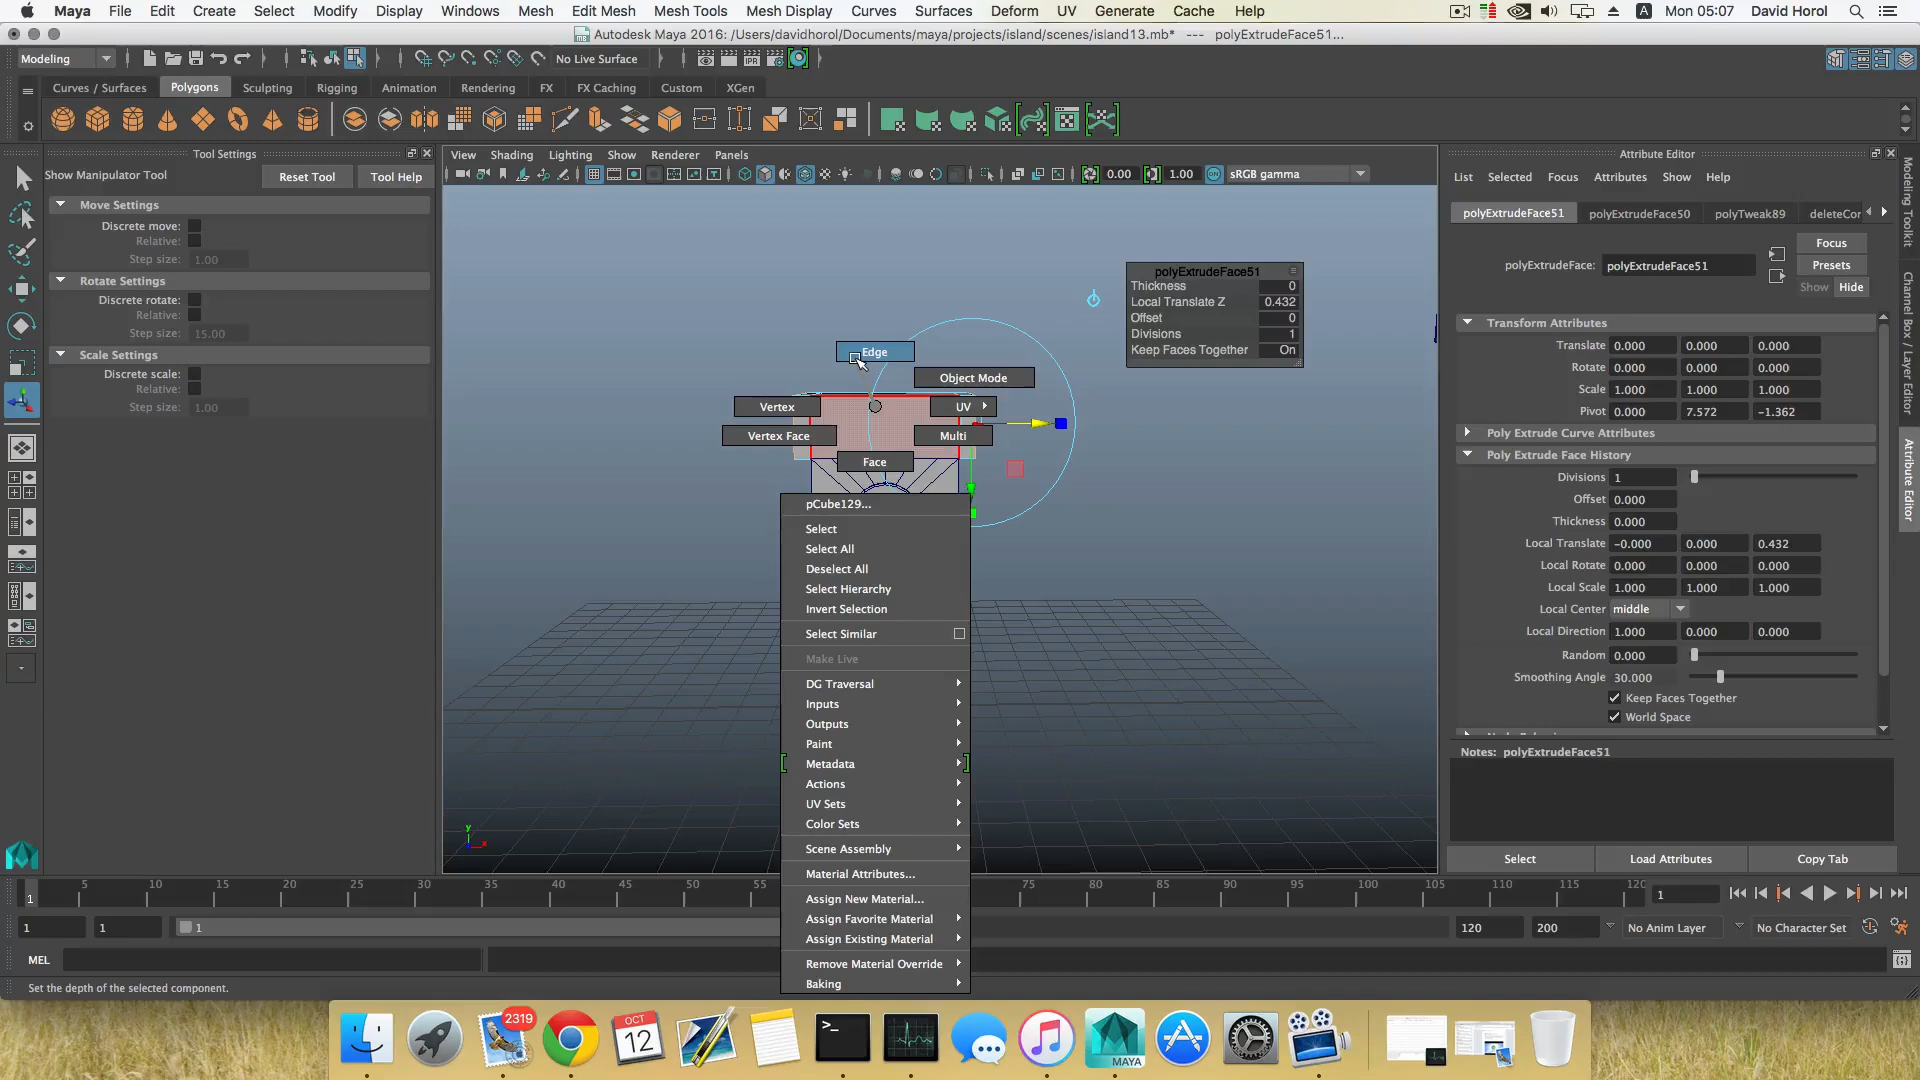 Maya File Edit Create Select Modify Display Windows Mesh Edit Mesh Mesh Tools Mesh Display Curves Surfaces Deform UV Generate Cache Help A Mon 05:07 David Horol
Autodesk Maya 2016: /Users/davidhorol/Documents/maya/projects/island/scenes/island13.mb* --- polyExtrudeFace51...
Modeling No Live Surface IPR
Curves / Surfaces Polygons Sculpting Rigging Animation Rendering FX FX Caching Custom XGen
Tool Settings
Show Manipulator Tool Reset Tool Tool Help
Move Settings
Discrete move:
Relative:
Step size: 1.00
Rotate Settings
Discrete rotate:
Relative:
Step size: 15.00
Scale Settings
Discrete scale:
Relative:
Step size: 1.00
View Shading Lighting Show Renderer Panels
0.00 1.00 ON sRGB gamma
polyExtrudeFace51
Thickness 0
Local Translate Z 0.432
Offset 0
Divisions 1
Keep Faces Together On
Edge
Object Mode
Vertex UV
Vertex Face Multi
Face
pCube129...
Select
Select All
Deselect All
Select Hierarchy
Invert Selection
Select Similar
Make Live
DG Traversal
Inputs
Outputs
Paint
Metadata
Actions
UV Sets
Color Sets
Scene Assembly
Material Attributes...
Assign New Material...
Assign Favorite Material
Assign Existing Material
Remove Material Override
Baking
y
x
Attribute Editor
List Selected Focus Attributes Show Help
polyExtrudeFace51 polyExtrudeFace50 polyTweak89 deleteCor
Focus
polyExtrudeFace: polyExtrudeFace51 Presets
Show Hide
Transform Attributes
Translate 0.000 0.000 0.000
Rotate 0.000 0.000 0.000
Scale 1.000 1.000 1.000
Pivot 0.000 7.572 -1.362
Poly Extrude Curve Attributes
Poly Extrude Face History
Divisions 1
Offset 0.000
Thickness 0.000
Local Translate -0.000 0.000 0.432
Local Rotate 0.000 0.000 0.000
Local Scale 1.000 1.000 1.000
Local Center middle
Local Direction 1.000 0.000 0.000
Random 0.000
Smoothing Angle 30.000
Keep Faces Together
World Space
Notes: polyExtrudeFace51
Select Load Attributes Copy Tab
Modeling Toolkit
Channel Box / Layer Editor
Attribute Editor
1 5 10 15 20 25 30 35 40 45 50 55 75 80 85 90 95 100 105 110 115 120 1
1 1 1 120 200 No Anim Layer No Character Set
MEL
Set the depth of the selected component.
2319
OCT
12
>_
MAYA